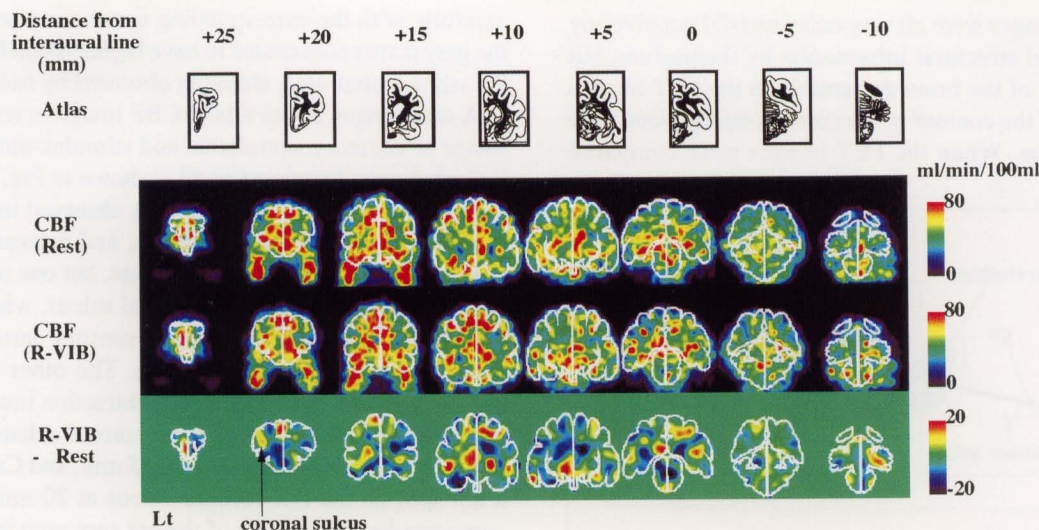 Distance from
interaural line
(mm)
+25 +20 +15 +10 +5 0 -5 -10
Atlas
ml/min/100ml
CBF
(Rest)
80
0
CBF
(R-VIB)
80
0
R-VIB
- Rest
20
-20
Lt
coronal sulcus